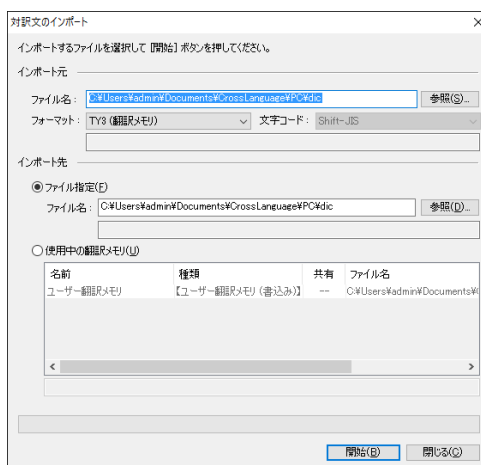 対訳文のインポート
インポートするファイルを選択して [開始] ボタンを押してください。
インポート元
ファイル名: C:¥Users¥admin¥Documents¥CrossLanguage¥PC¥dic 参照(S)...
フォーマット: TY3 (翻訳メモリ) 文字コード: Shift-JIS
インポート先
ファイル指定(F)
ファイル名: C:¥Users¥admin¥Documents¥CrossLanguage¥PC¥dic 参照(D)...
使用中の翻訳メモリ(U)
名前 種類 共有 ファイル名
ユーザー翻訳メモリ 【ユーザー翻訳メモリ (書込み)】 -- C:¥Users¥admin¥Documents¥
開始(B) 閉じる(C)